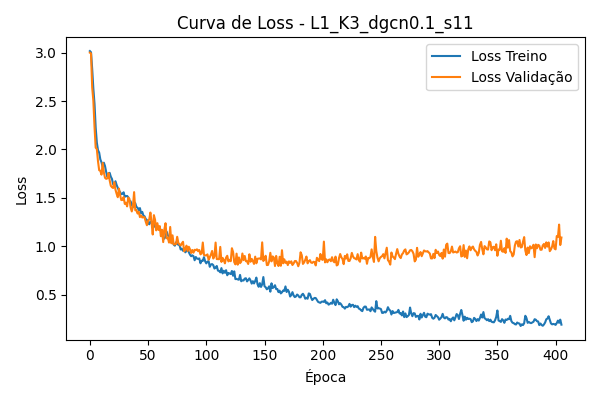 Curva de Loss - L1_K3_dgcn0.1_s11
Loss Treino
Loss Validação
3.0
2.5
2.0
1.5
1.0
0.5
Loss
0 50 100 150 200 250 300 350 400
Época